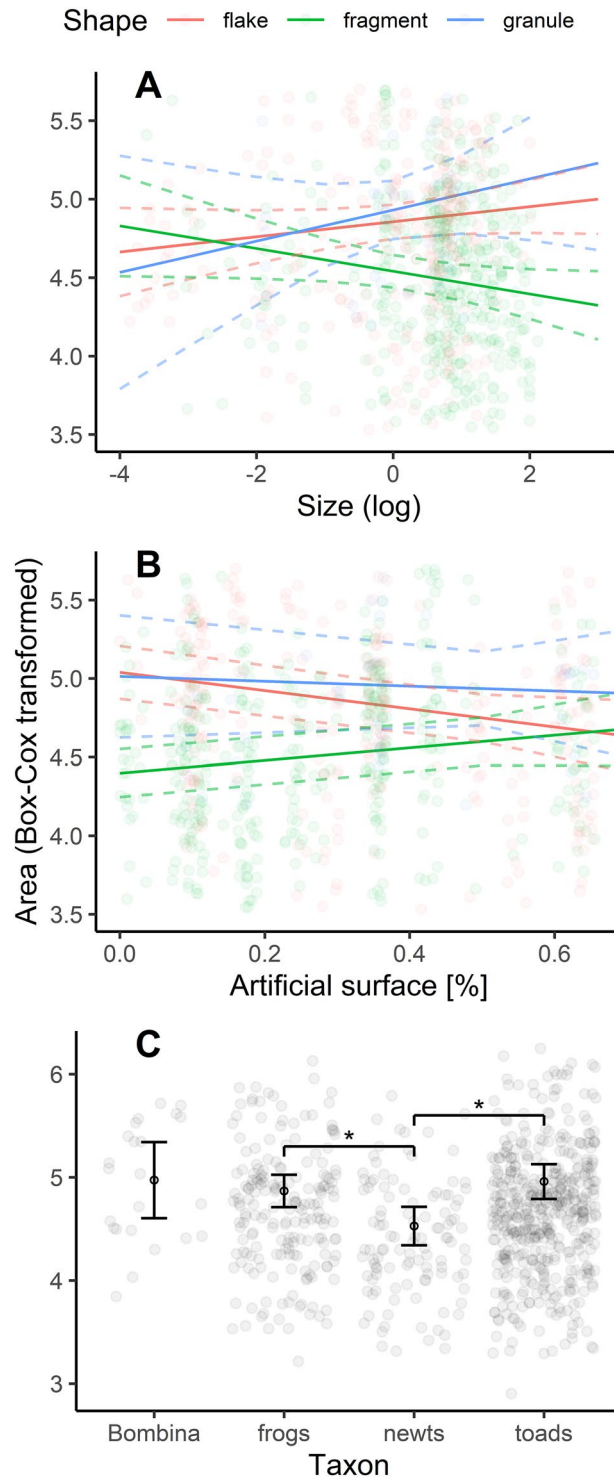 Shape flake fragment granule
A
5.5
5.0
4.5
4.0
3.5
-4 -2 0 2
Size (log)
B
5.5
5.0
4.5
4.0
3.5
0.0 0.2 0.4 0.6
Artificial surface [%]
Area (Box-Cox transformed)
C
6
5
4
3
* *
Bombina frogs newts toads
Taxon